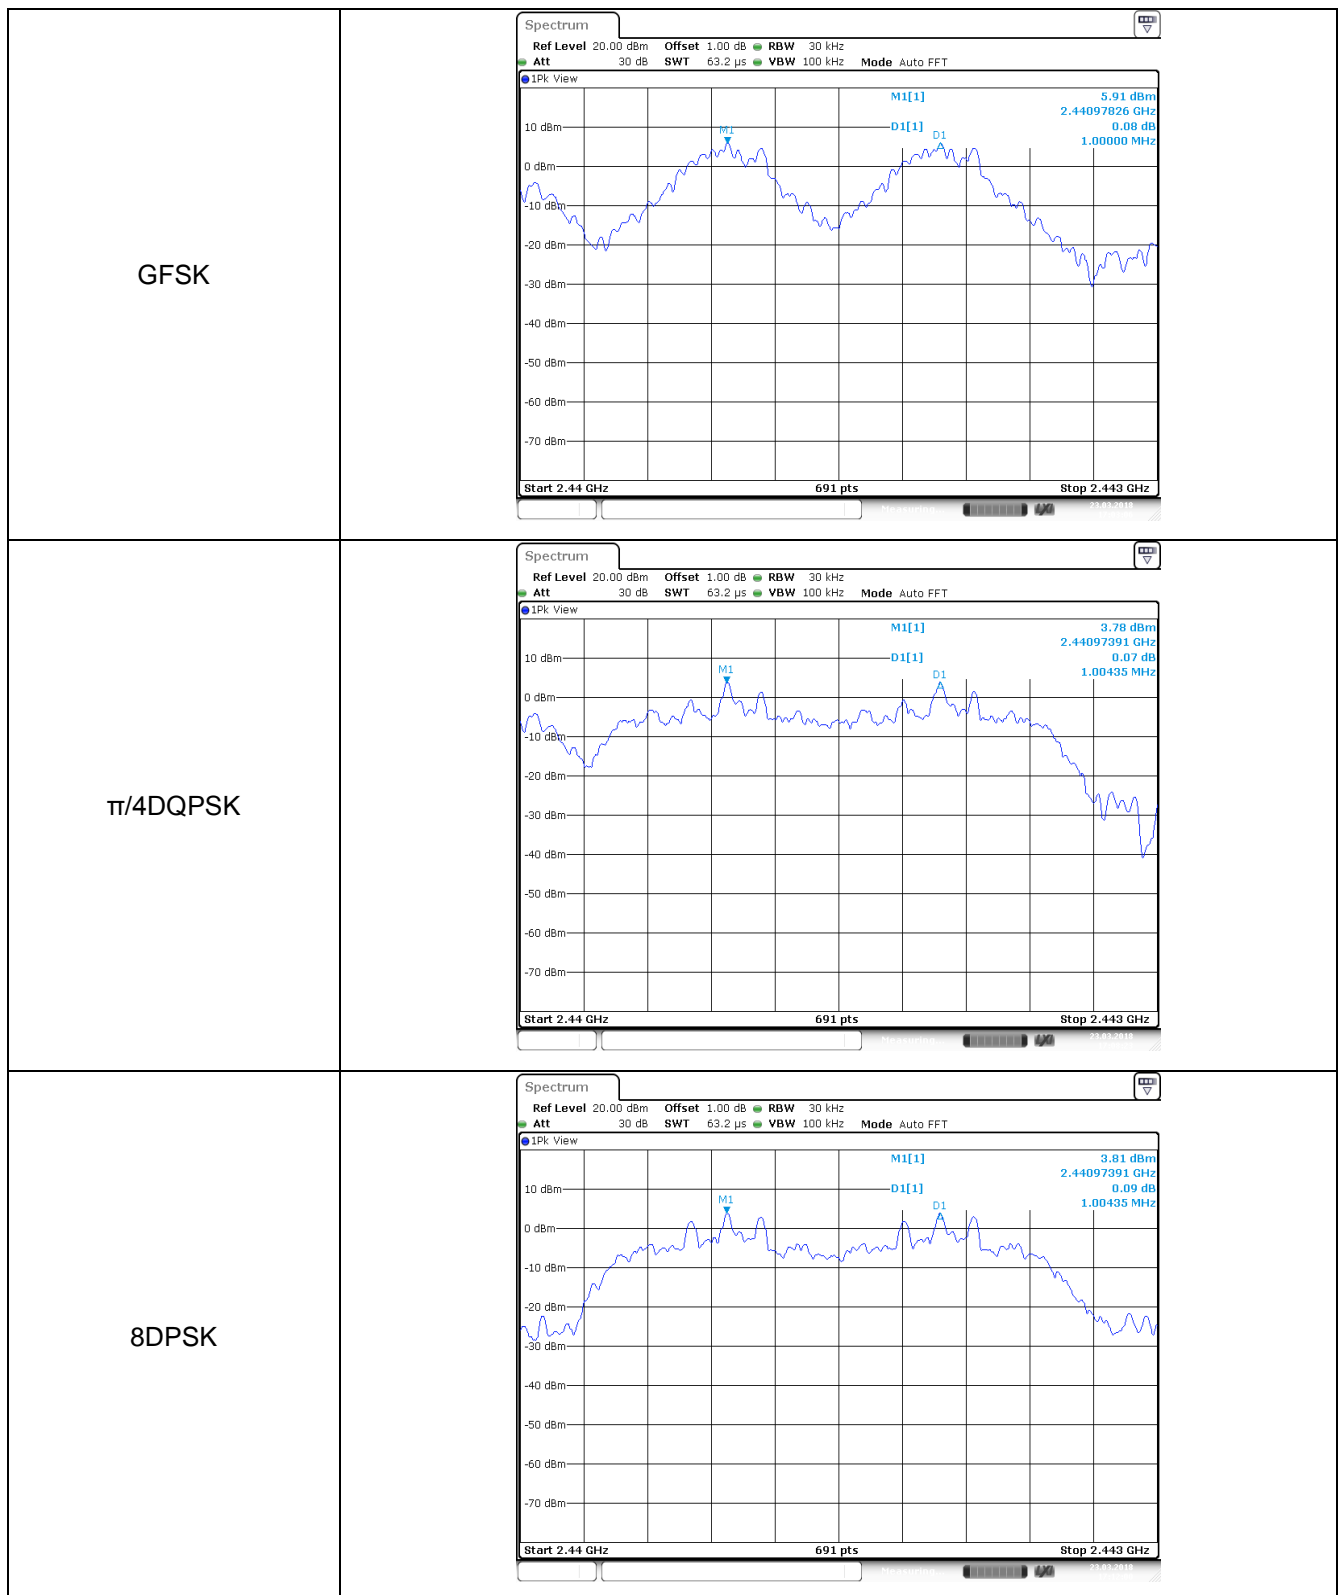 GFSK
Spectrum
Ref Level 20.00 dBm Offset 1.00 dB RBW 30 kHz
Att 30 dB SWT 63.2 µs VBW 100 kHz Mode Auto FFT
1Pk View
M1[1] 5.91 dBm
2.44097826 GHz
D1[1] 0.08 dB
1.00000 MHz
M1
D1
10 dBm
0 dBm
-10 dBm
-20 dBm
-30 dBm
-40 dBm
-50 dBm
-60 dBm
-70 dBm
Start 2.44 GHz 691 pts Stop 2.443 GHz
Measuring... 23.03.2018
π/4DQPSK
Spectrum
Ref Level 20.00 dBm Offset 1.00 dB RBW 30 kHz
Att 30 dB SWT 63.2 µs VBW 100 kHz Mode Auto FFT
1Pk View
M1[1] 3.78 dBm
2.44097391 GHz
D1[1] 0.07 dB
1.00435 MHz
M1
D1
10 dBm
0 dBm
-10 dBm
-20 dBm
-30 dBm
-40 dBm
-50 dBm
-60 dBm
-70 dBm
Start 2.44 GHz 691 pts Stop 2.443 GHz
Measuring... 23.03.2018
8DPSK
Spectrum
Ref Level 20.00 dBm Offset 1.00 dB RBW 30 kHz
Att 30 dB SWT 63.2 µs VBW 100 kHz Mode Auto FFT
1Pk View
M1[1] 3.81 dBm
2.44097391 GHz
D1[1] 0.09 dB
1.00435 MHz
M1
D1
10 dBm
0 dBm
-10 dBm
-20 dBm
-30 dBm
-40 dBm
-50 dBm
-60 dBm
-70 dBm
Start 2.44 GHz 691 pts Stop 2.443 GHz
Measuring...